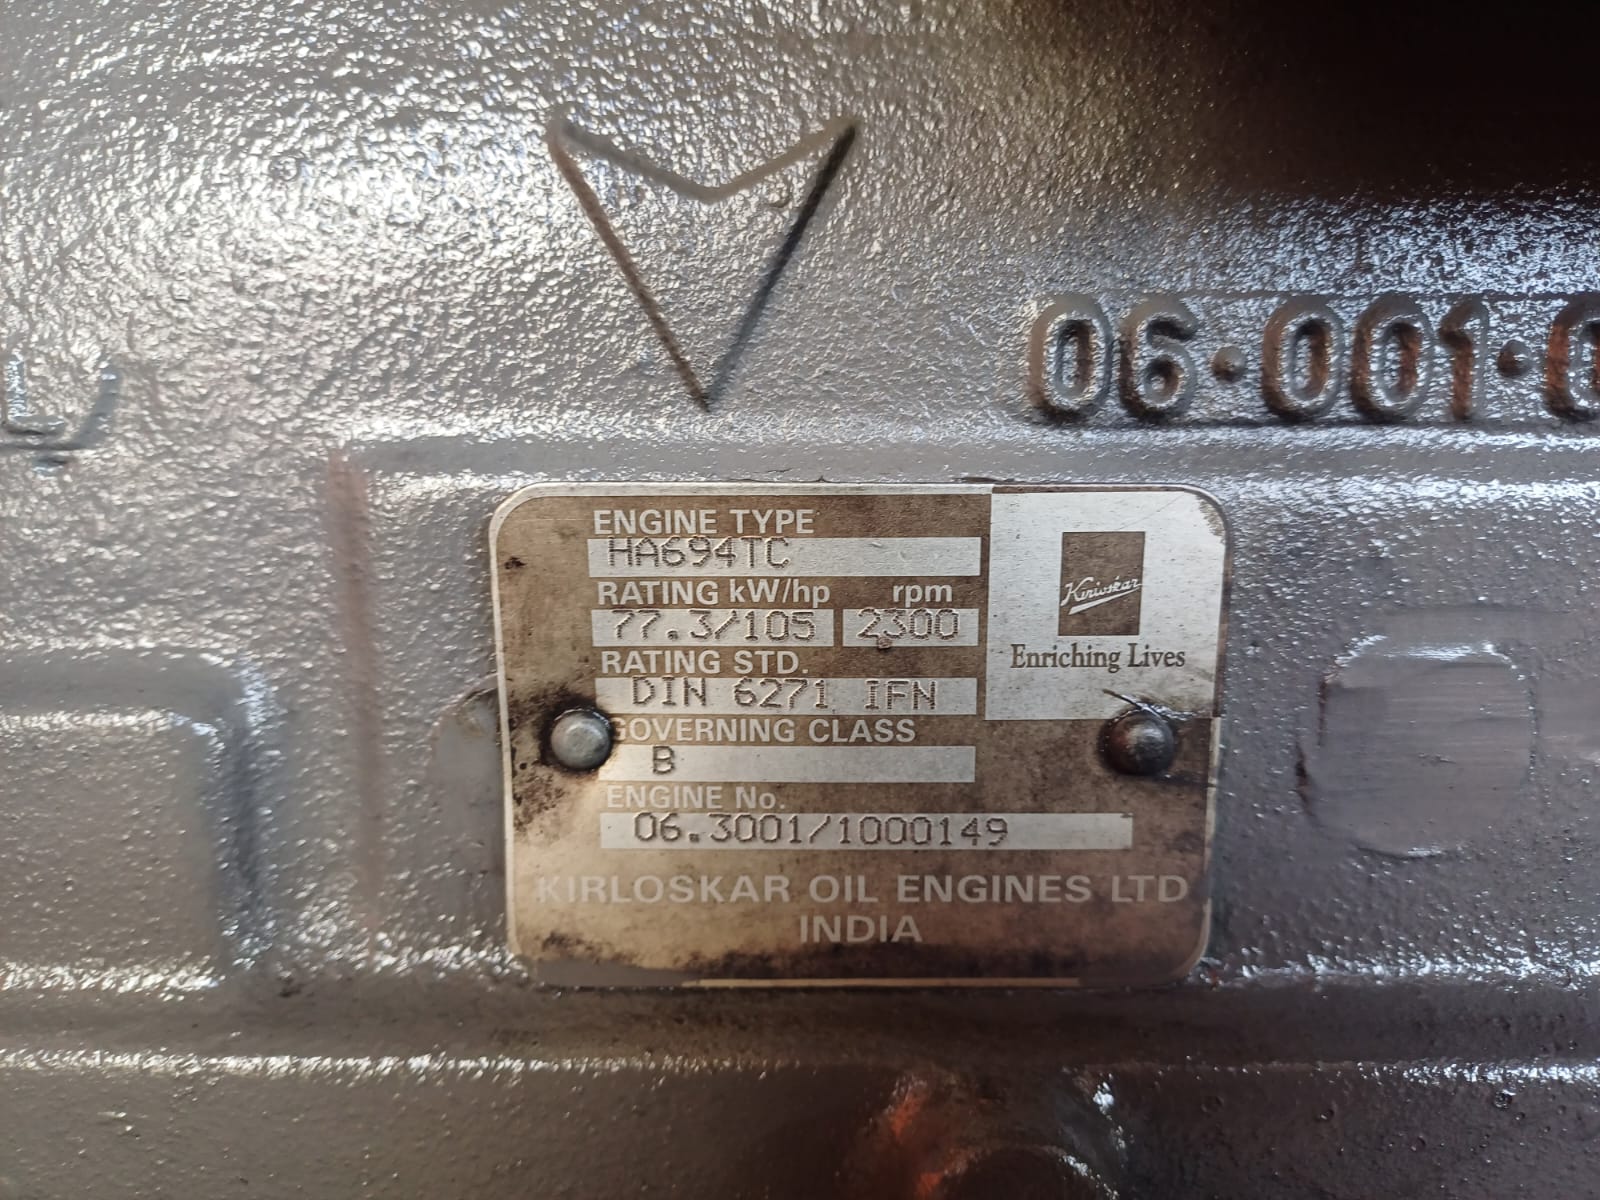 06.001.0
ENGINE TYPE
HA694TC
RATING kW/hp rpm
77.3/105 2300
RATING STD.
DIN 6271 IFN
GOVERNING CLASS
B
ENGINE No.
06.3001/1000149
KIRLOSKAR OIL ENGINES LTD
INDIA
Kirloskar
Enriching Lives